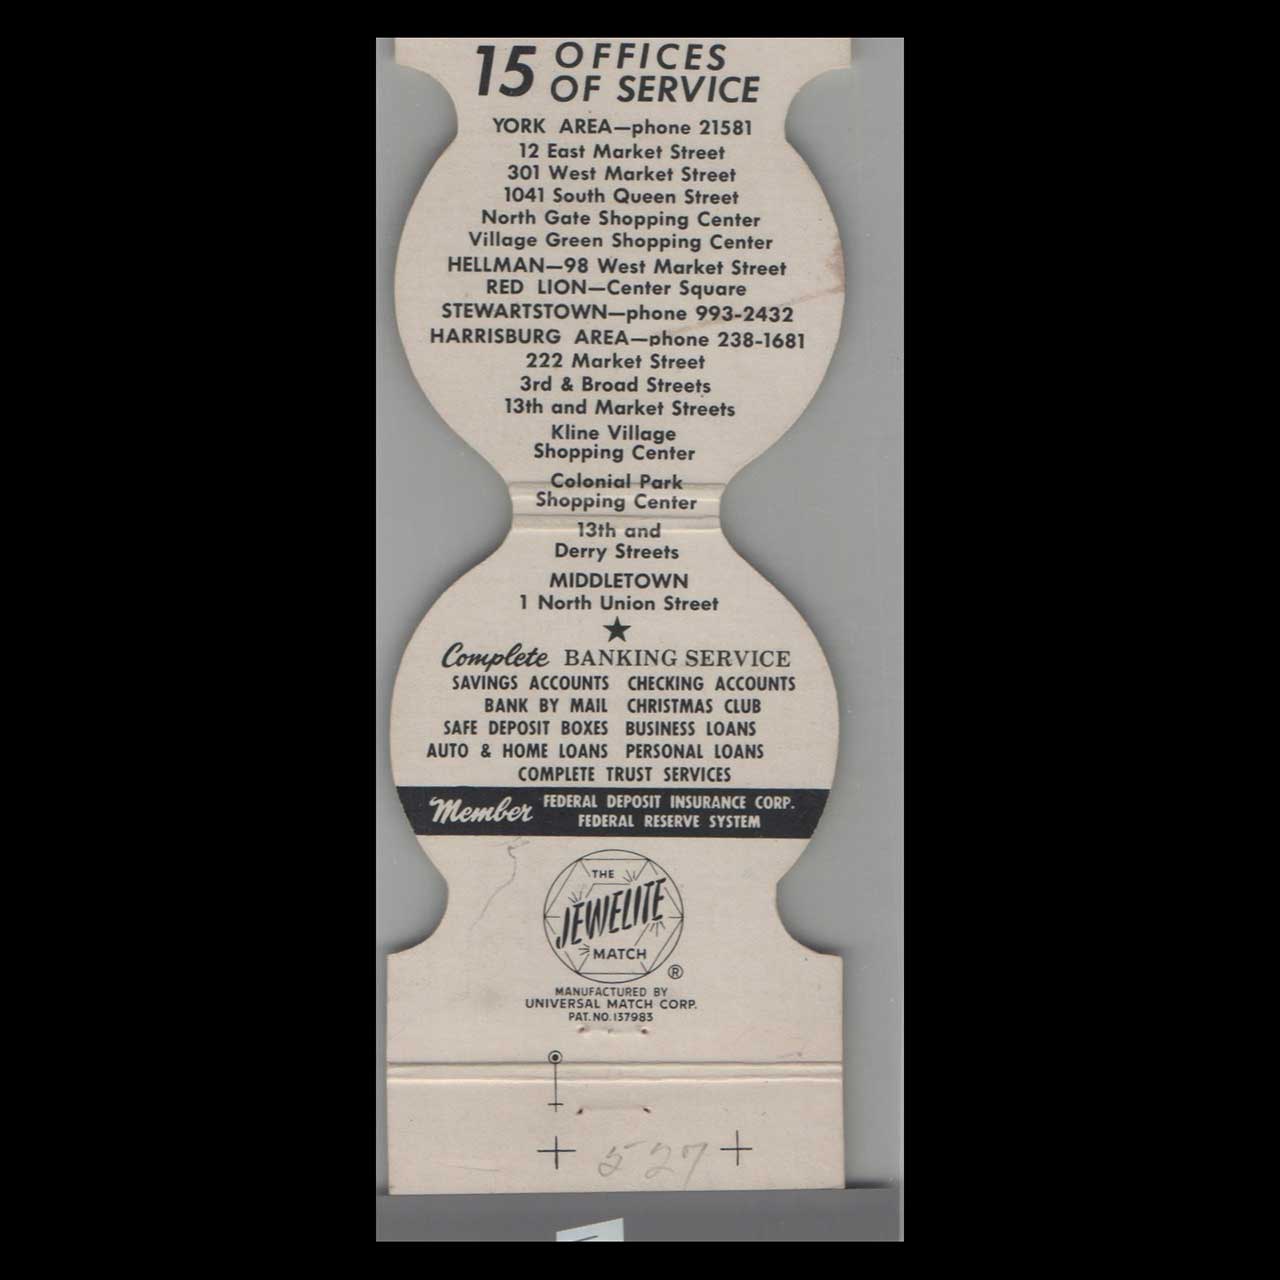 15 OFFICES
OF SERVICE
YORK AREA—phone 21581
12 East Market Street
301 West Market Street
1041 South Queen Street
North Gate Shopping Center
Village Green Shopping Center
HELLMAN—98 West Market Street
RED LION—Center Square
STEWARTSTOWN—phone 993-2432
HARRISBURG AREA—phone 238-1681
222 Market Street
3rd & Broad Streets
13th and Market Streets
Kline Village
Shopping Center
Colonial Park
Shopping Center
13th and
Derry Streets
MIDDLETOWN
1 North Union Street
Complete BANKING SERVICE
SAVINGS ACCOUNTS CHECKING ACCOUNTS
BANK BY MAIL CHRISTMAS CLUB
SAFE DEPOSIT BOXES BUSINESS LOANS
AUTO & HOME LOANS PERSONAL LOANS
COMPLETE TRUST SERVICES
Member FEDERAL DEPOSIT INSURANCE CORP.
FEDERAL RESERVE SYSTEM
THE
JEWELITE
MATCH
®
MANUFACTURED BY
UNIVERSAL MATCH CORP.
PAT. NO. 137983
527